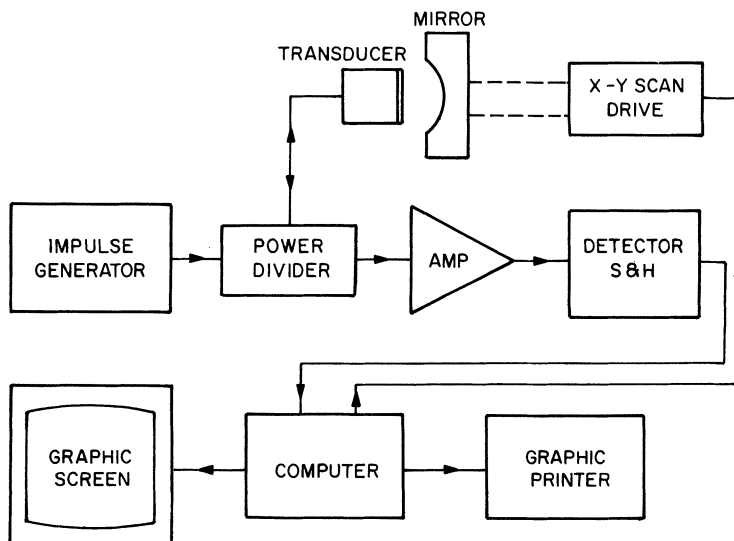 MIRROR
TRANSDUCER
X-Y SCAN
DRIVE
IMPULSE
GENERATOR
POWER
DIVIDER
AMP
DETECTOR
S&H
GRAPHIC
SCREEN
COMPUTER
GRAPHIC
PRINTER